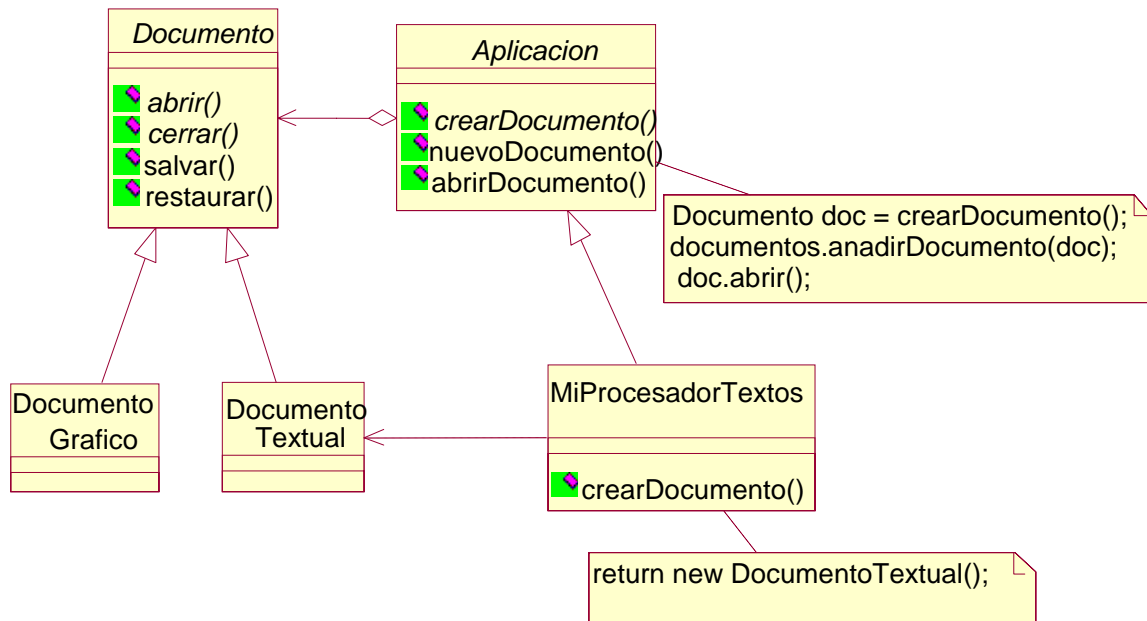 Documento
abrir()
cerrar()
salvar()
restaurar()
Aplicacion
crearDocumento()
nuevoDocumento()
abrirDocumento()
Documento doc = crearDocumento();
documentos.anadirDocumento(doc);
doc.abrir();
Documento
Grafico
Documento
Textual
MiProcesadorTextos
crearDocumento()
return new DocumentoTextual();